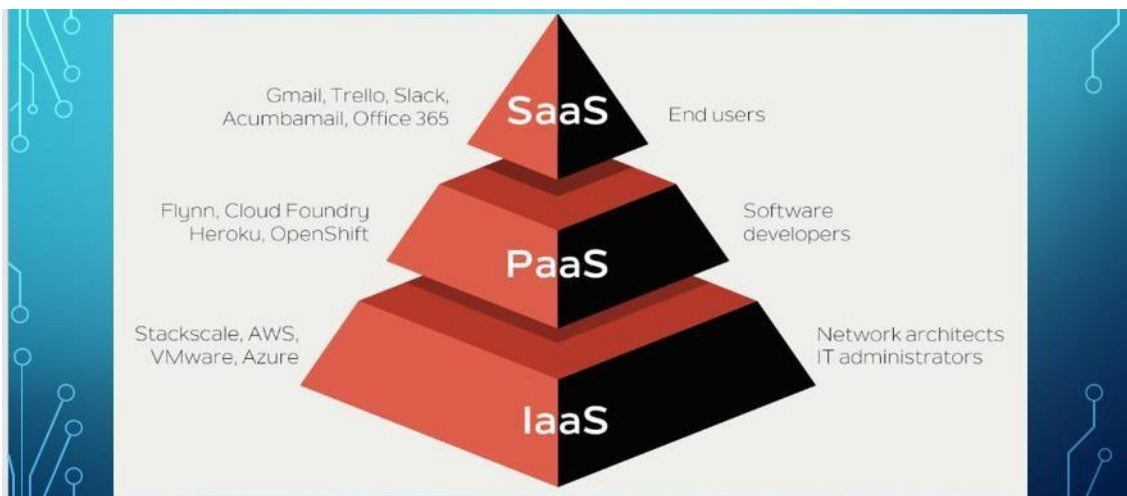 Gmail, Trello, Slack,
Acumbamail, Office 365
SaaS
End users
Flynn, Cloud Foundry
Heroku, OpenShift
PaaS
Software
developers
Stackscale, AWS,
VMware, Azure
IaaS
Network architects
IT administrators